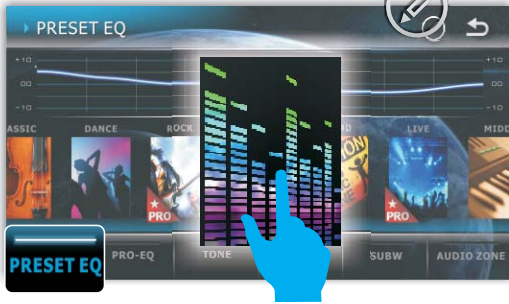 PRESET EQ
+10
00
-10
+10
00
-10
ASSIC DANCE ROCK LIVE MIDD
PRO PRO
PRESET EQ PRO-EQ TONE SUBW AUDIO ZONE